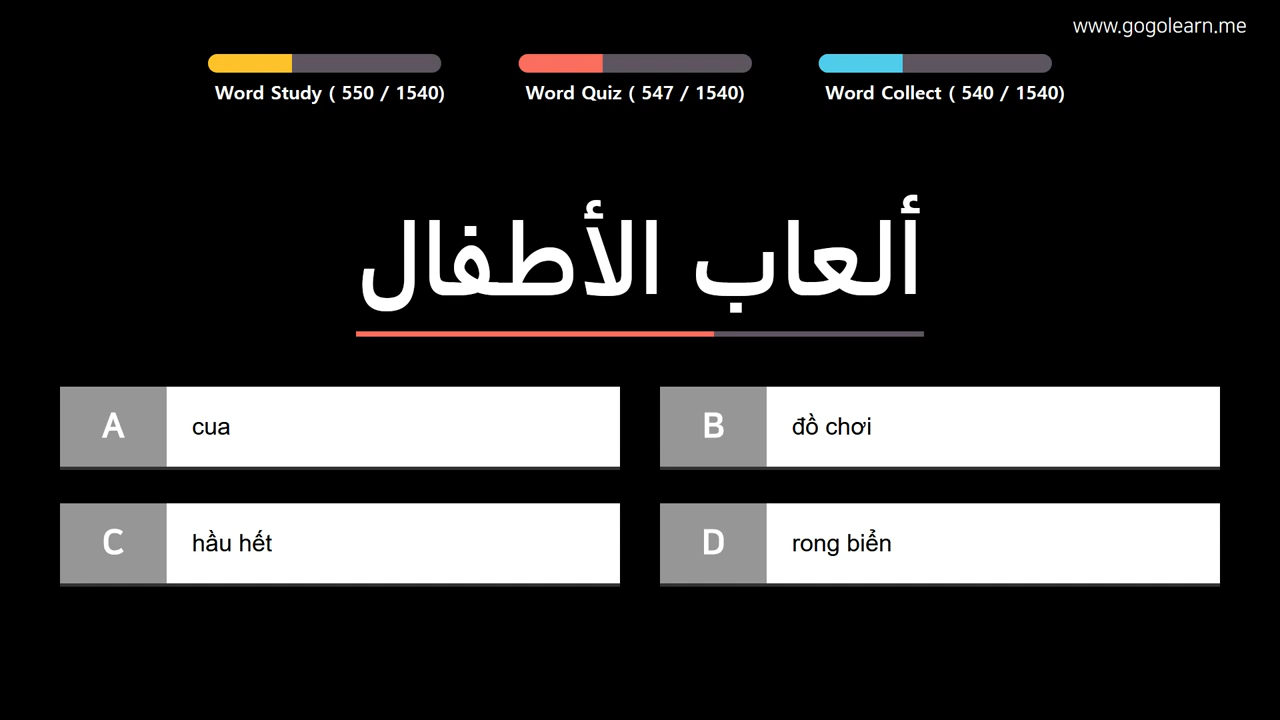 www.gogolearn.me
Word Study ( 550 / 1540)
Word Quiz ( 547 / 1540)
Word Collect ( 540 / 1540)
ألعاب الأطفال
A
cua
B
đồ chơi
C
hầu hết
D
rong biển